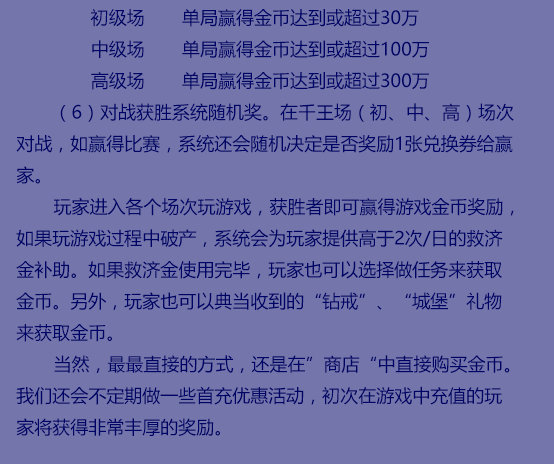 初级场 单局赢得金币达到或超过30万
中级场 单局赢得金币达到或超过100万
高级场 单局赢得金币达到或超过300万
（6）对战获胜系统随机奖。在千王场（初、中、高）场次
对战，如赢得比赛，系统还会随机决定是否奖励1张兑换券给赢
家。
玩家进入各个场次玩游戏，获胜者即可赢得游戏金币奖励，
如果玩游戏过程中破产，系统会为玩家提供高于2次/日的救济
金补助。如果救济金使用完毕，玩家也可以选择做任务来获取
金币。另外，玩家也可以典当收到的“钻戒”、“城堡”礼物
来获取金币。
当然，最最直接的方式，还是在”商店“中直接购买金币。
我们还会不定期做一些首充优惠活动，初次在游戏中充值的玩
家将获得非常丰厚的奖励。